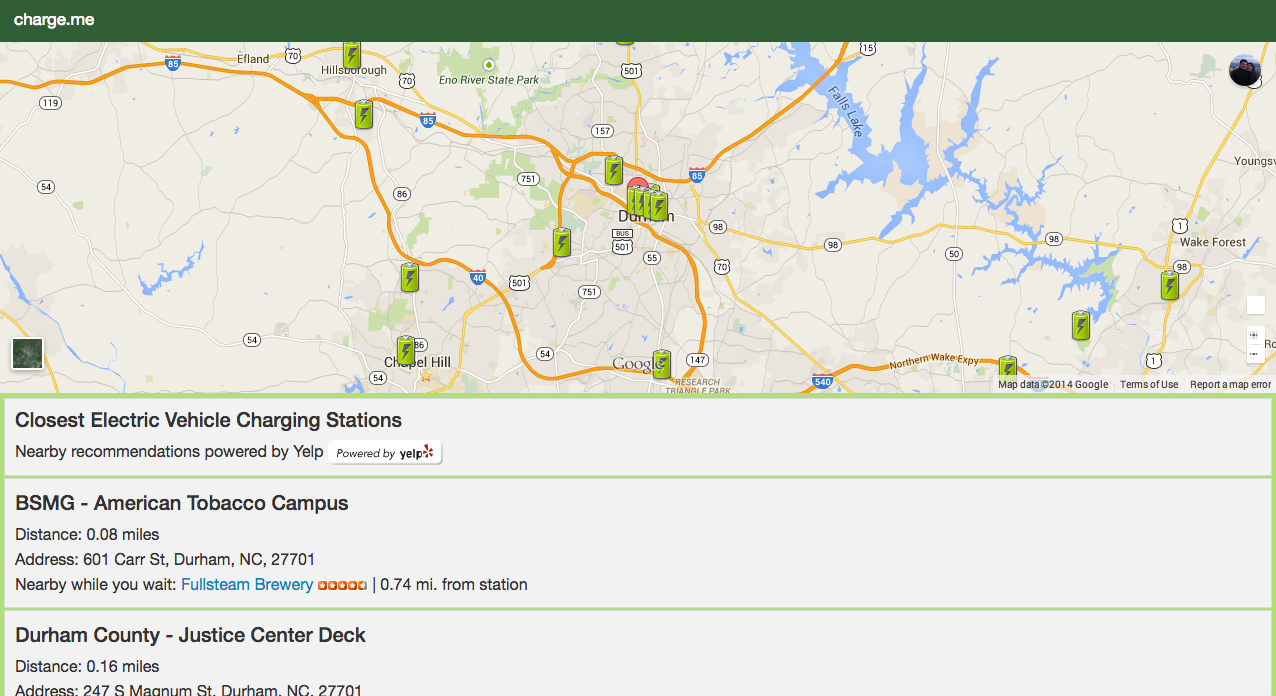 charge.me
15
70
85
Efland
Hillsborough
Eno River State Park
501
70
119
85
Falls Lake
157
Youngsv
751
85
54
86
Durham
98
1
BUS
501
98
98
Wake Forest
55
50
70
98
40
501
751
54
86
Chapel Hill
54
Google
147
Ro
1
Northern Wake Expy
54
RESEARCH
TRIANGLE PARK
540
Map data ©2014 Google
Terms of Use
Report a map error
Closest Electric Vehicle Charging Stations
Nearby recommendations powered by Yelp Powered by yelp
BSMG - American Tobacco Campus
Distance: 0.08 miles
Address: 601 Carr St, Durham, NC, 27701
Nearby while you wait: Fullsteam Brewery | 0.74 mi. from station
Durham County - Justice Center Deck
Distance: 0.16 miles
Address: 247 S Magnum St, Durham, NC, 27701